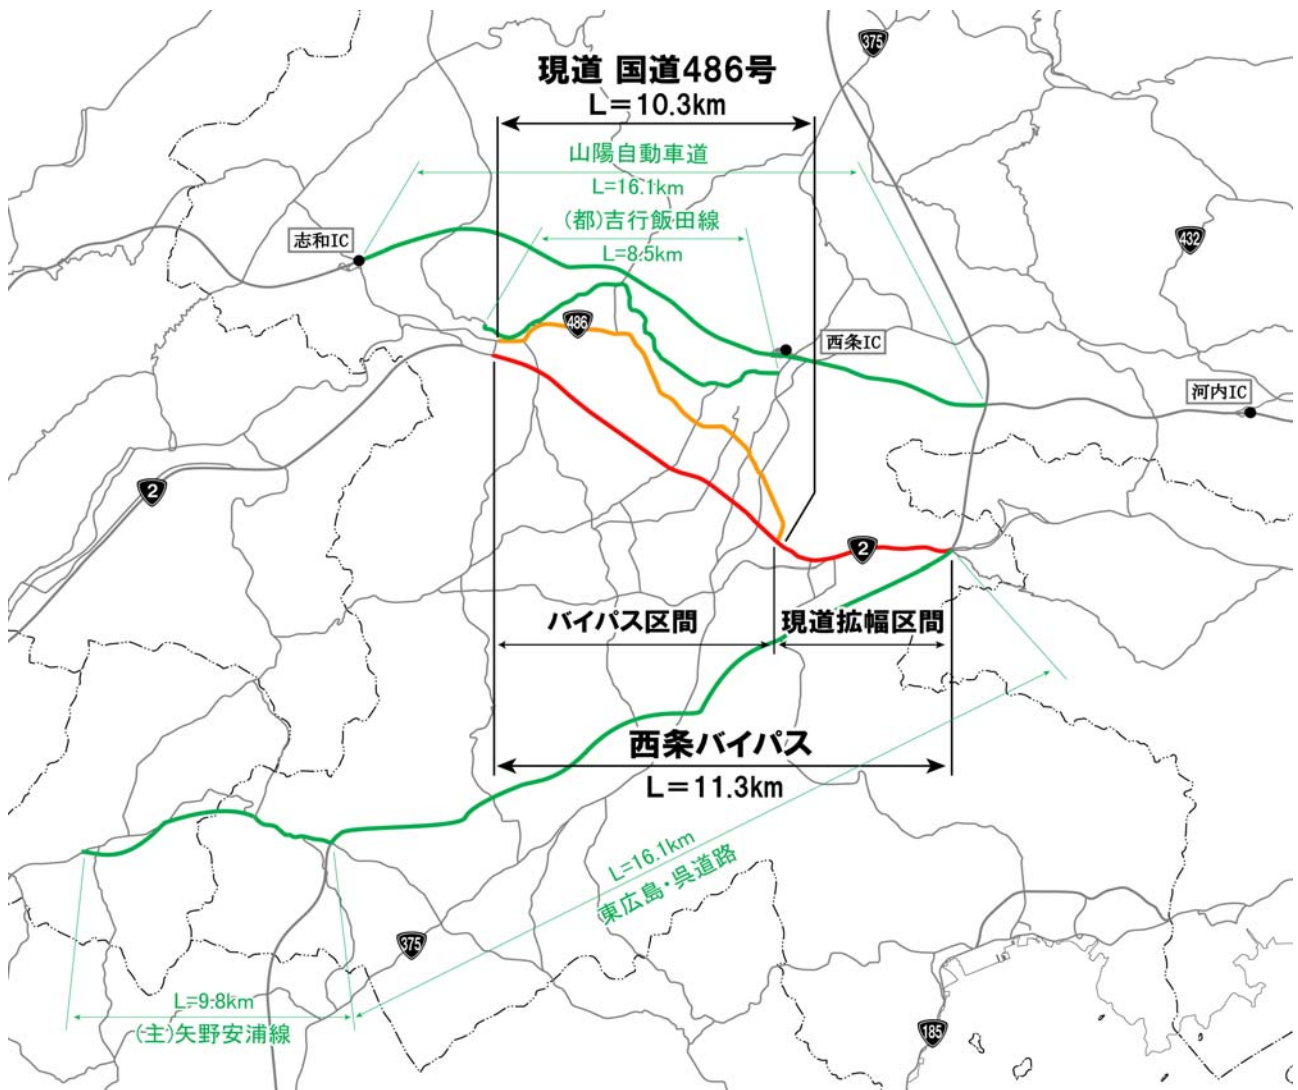 375
現道 国道486号
L=10.3km
山陽自動車道
L=16.1km
(都)吉行飯田線
L=8.5km
志和IC
432
486
西条IC
河内IC
2
2
バイパス区間
現道拡幅区間
西条バイパス
L=11.3km
L=16.1km
東広島・呉道路
375
L=9.8km
(主)矢野安浦線
185